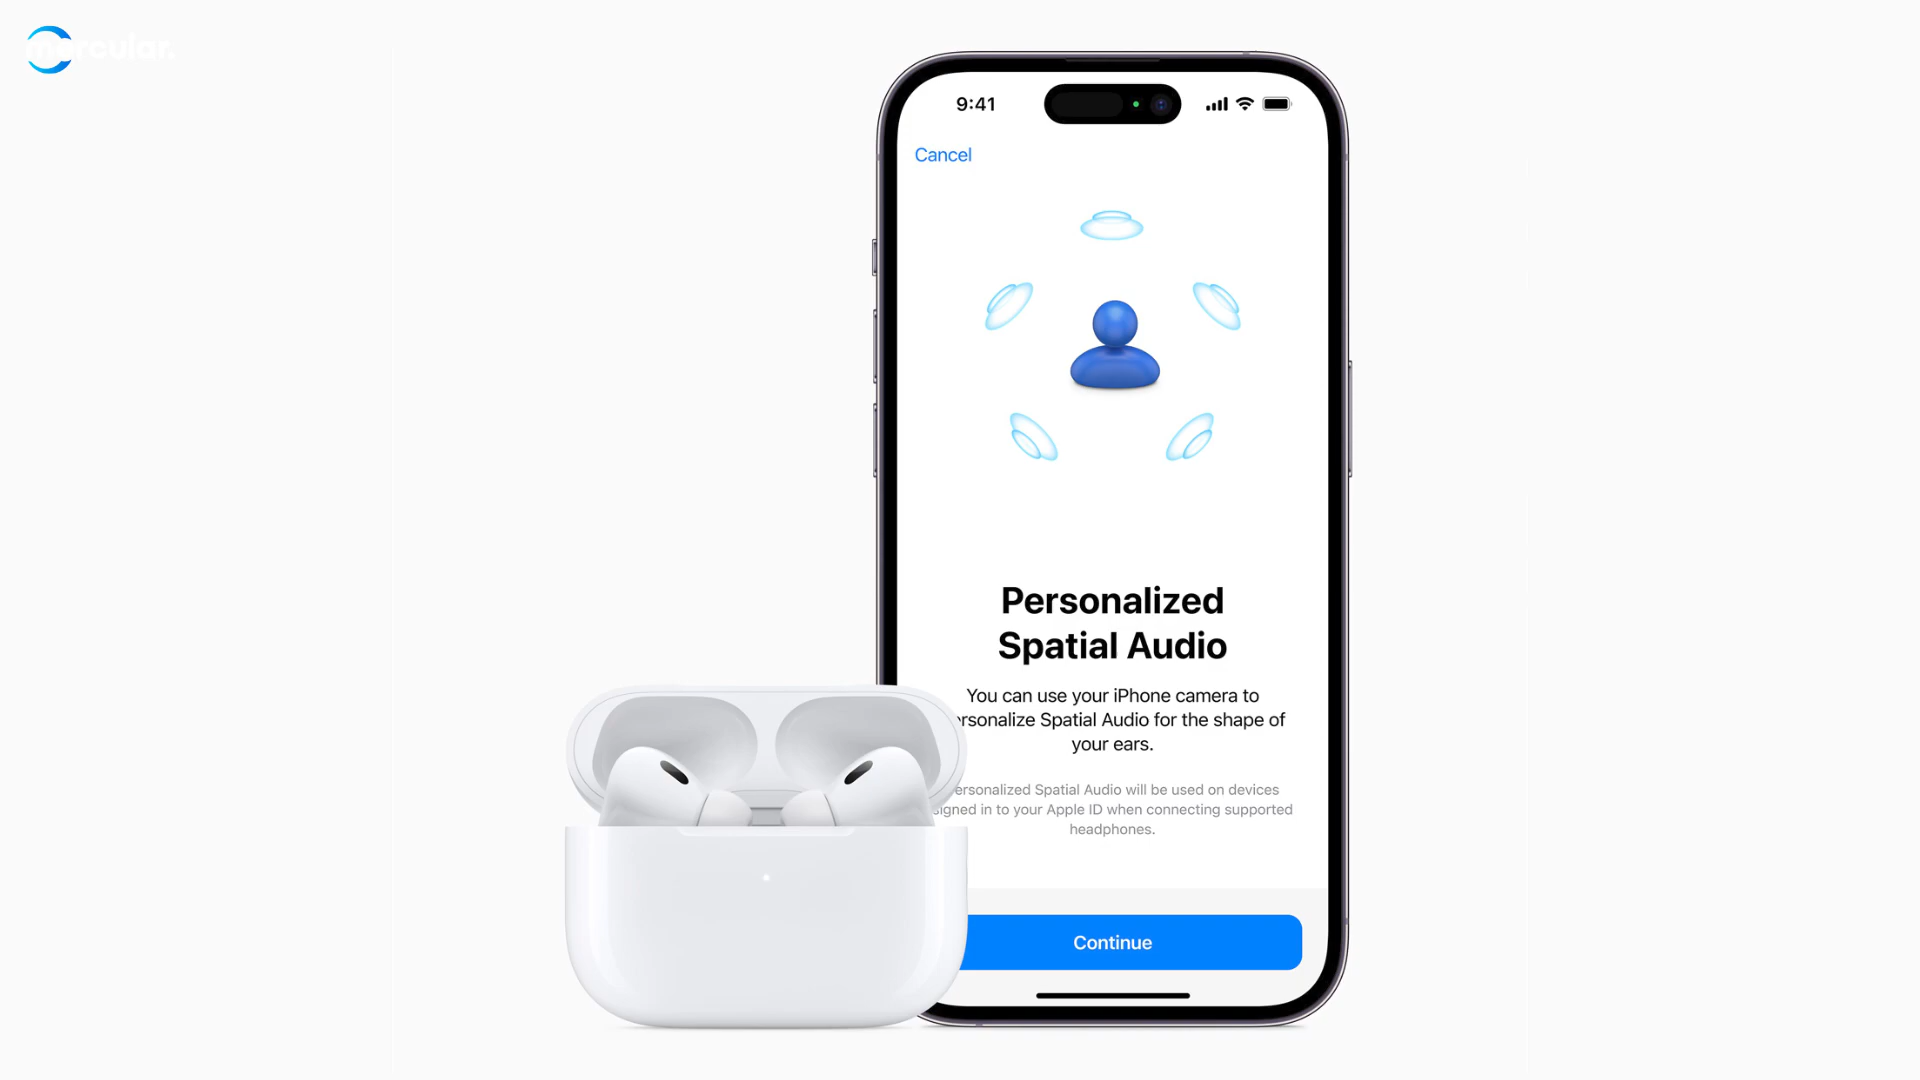 mercular.
9:41
Cancel
Personalized
Spatial Audio
You can use your iPhone camera to
ersonalize Spatial Audio for the shape of
your ears.
ersonalized Spatial Audio will be used on devices
igned in to your Apple ID when connecting supported
headphones.
Continue